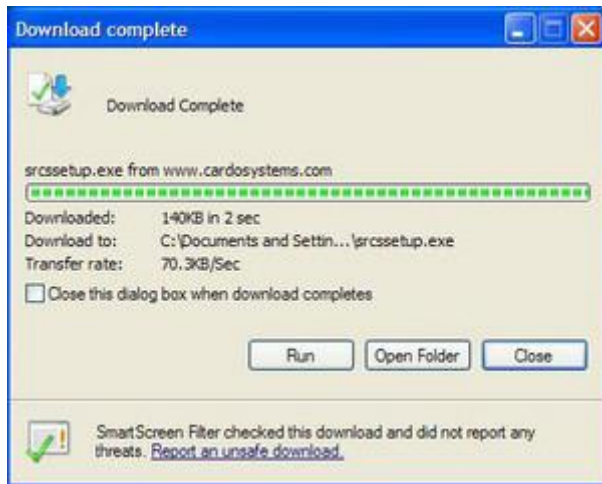 Download complete
Download Complete
srcssetup.exe from www.cardosystems.com
Downloaded: 140KB in 2 sec
Download to: C:\Documents and Settin...\srcssetup.exe
Transfer rate: 70.3KB/Sec
Close this dialog box when download completes
Run Open Folder Close
SmartScreen Filter checked this download and did not report any
threats. Report an unsafe download.